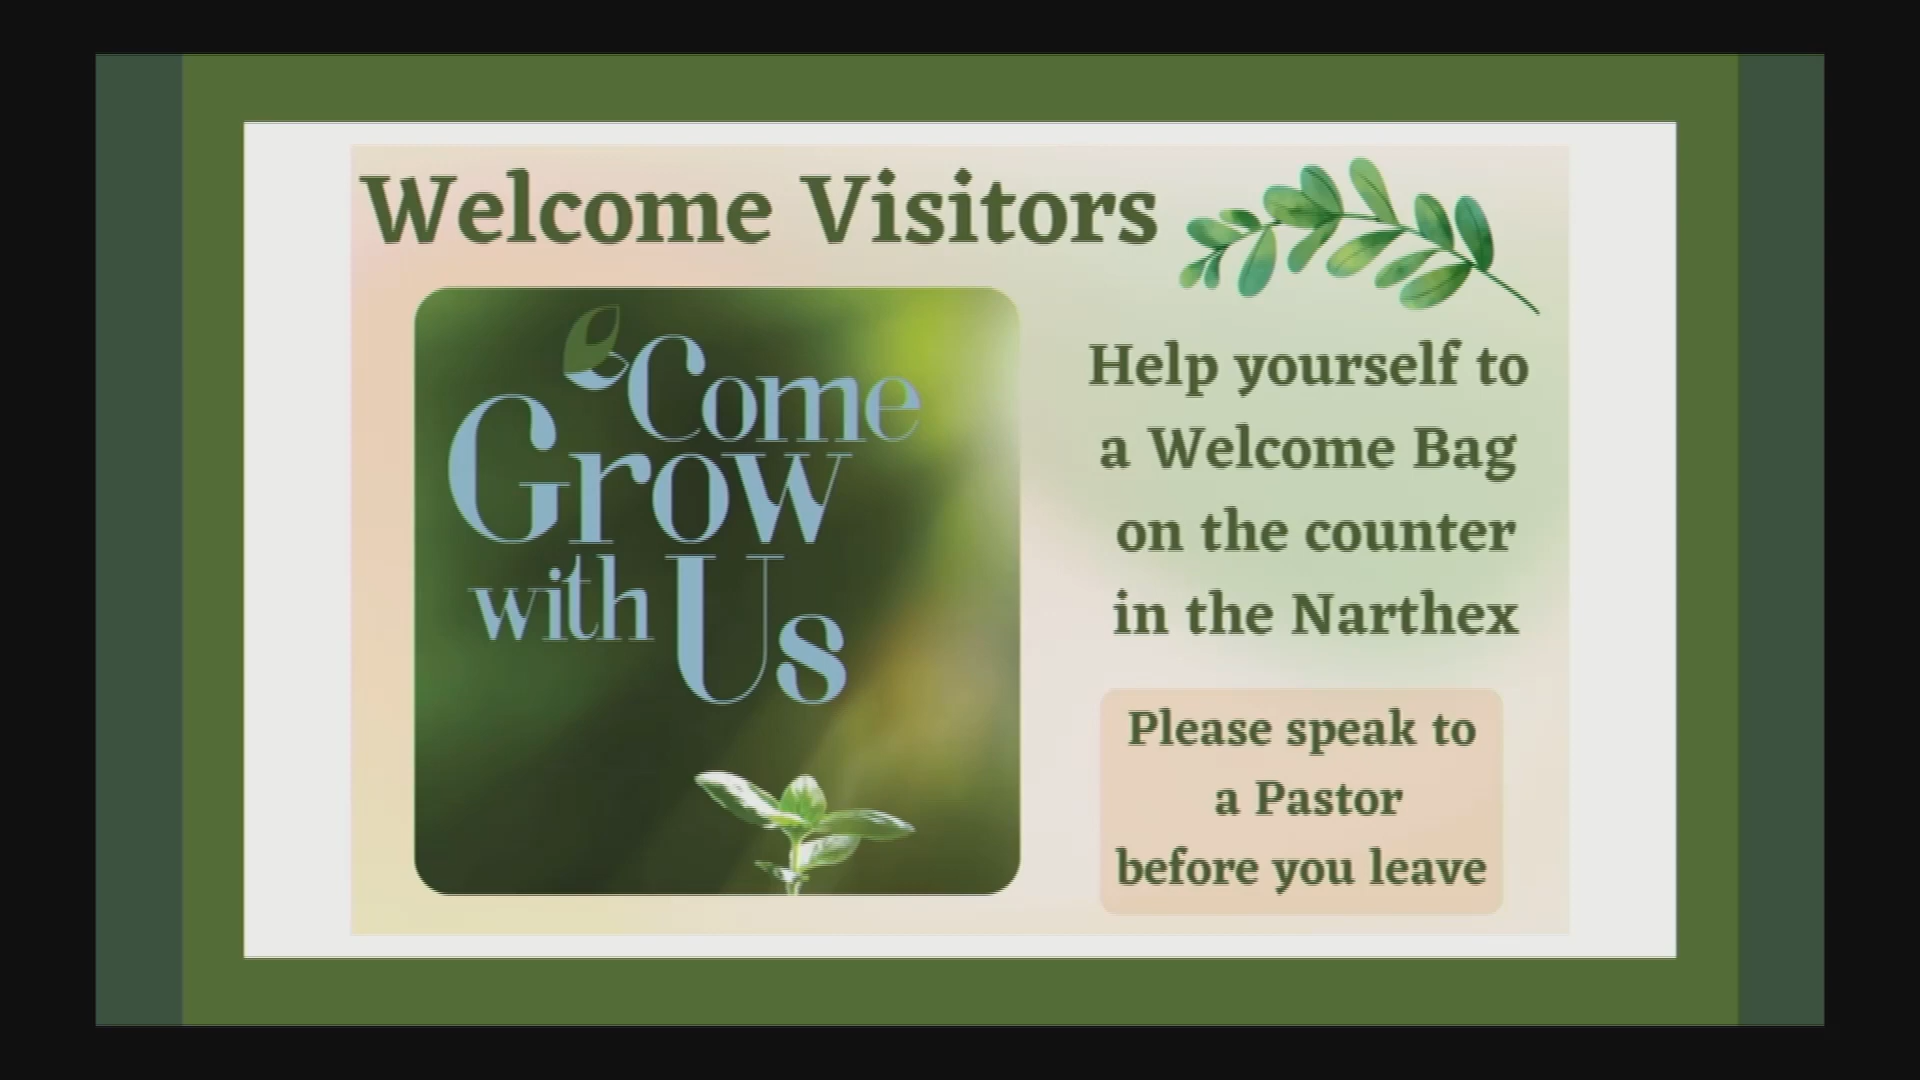 Welcome Visitors
Come
Grow
with Us
Help yourself to
a Welcome Bag
on the counter
in the Narthex
Please speak to
a Pastor
before you leave